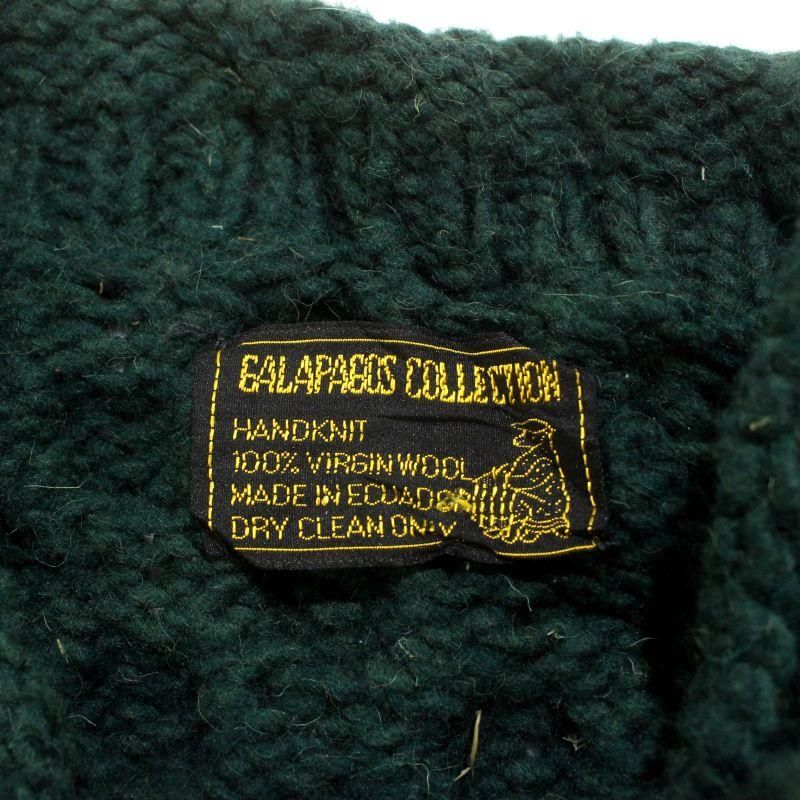 GALAPAGOS COLLECTION
HANDKNIT
100% VIRGIN WOOL
MADE IN ECUADOR
DRY CLEAN ONLY